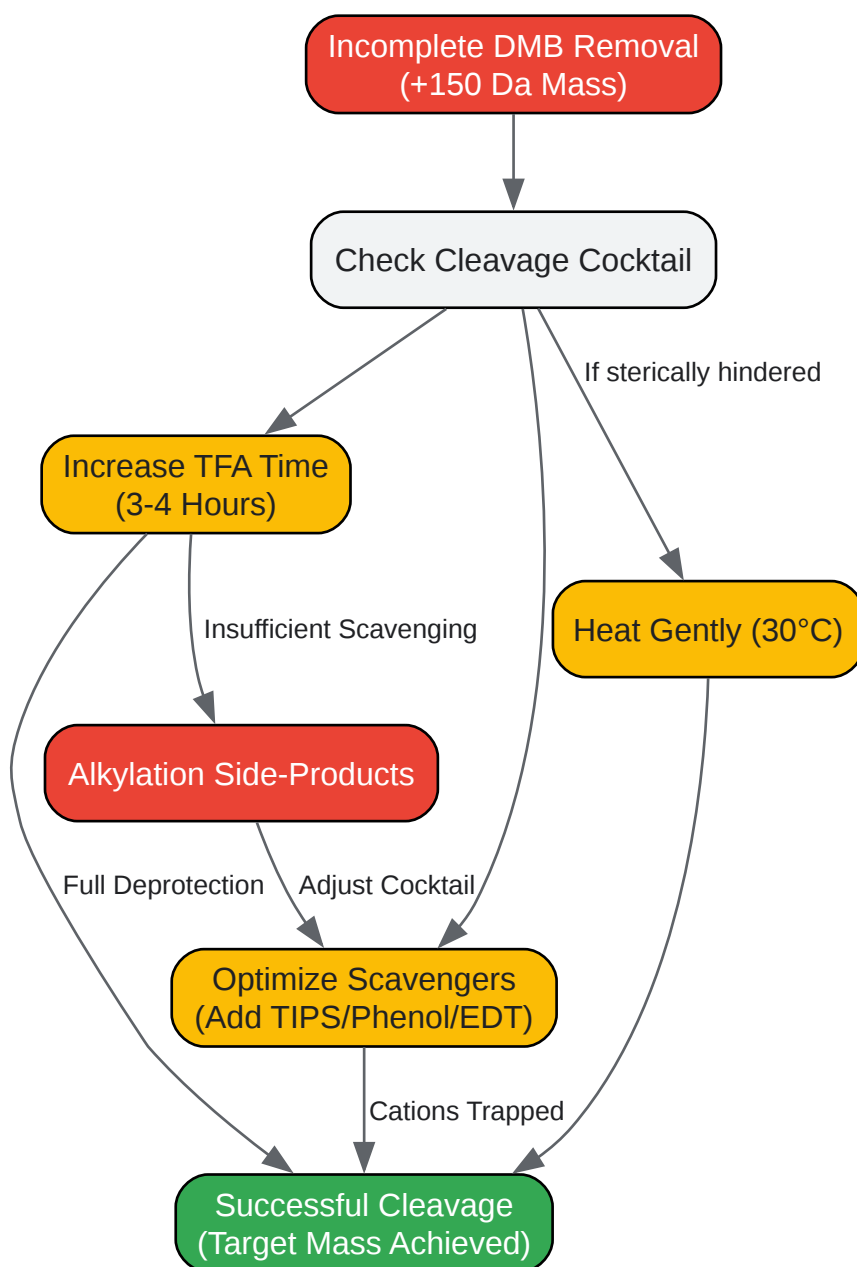 Incomplete DMB Removal
(+150 Da Mass)
Check Cleavage Cocktail
If sterically hindered
Increase TFA Time
(3-4 Hours)
Insufficient Scavenging
Heat Gently (30°C)
Alkylation Side-Products
Full Deprotection
Adjust Cocktail
Optimize Scavengers
(Add TIPS/Phenol/EDT)
Cations Trapped
Successful Cleavage
(Target Mass Achieved)